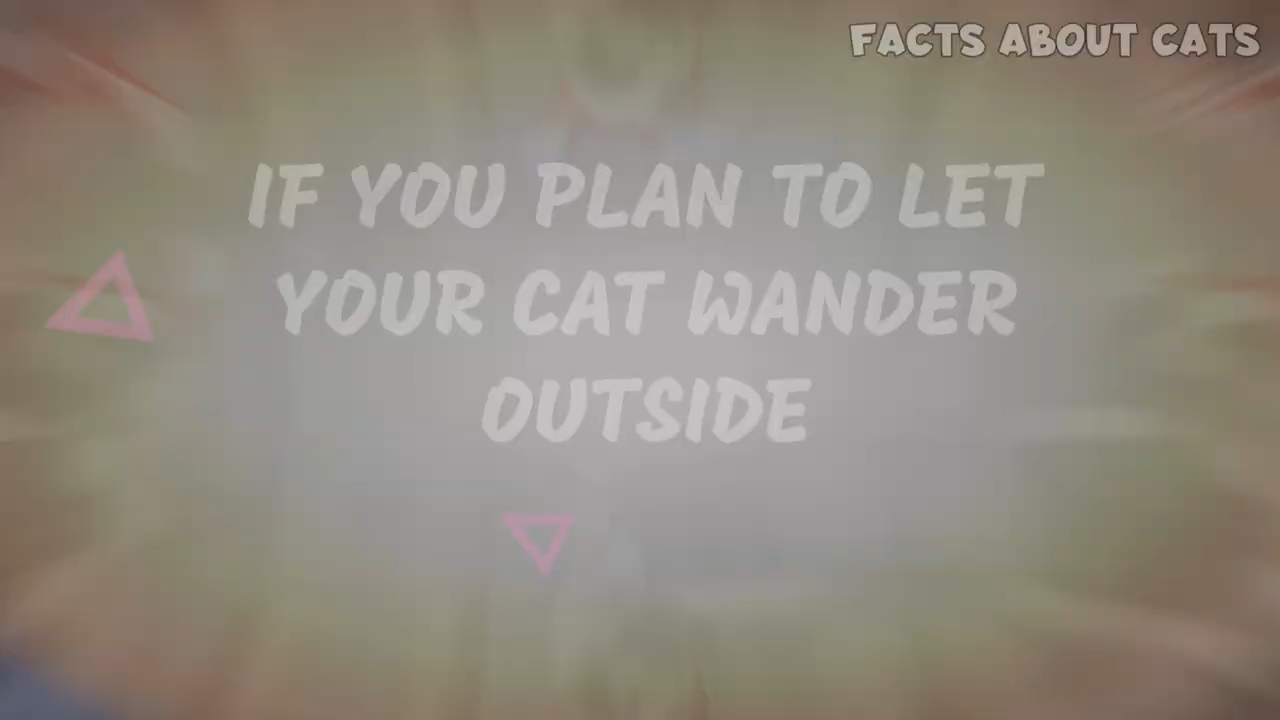 FACTS ABOUT CATS
IF YOU PLAN TO LET
YOUR CAT WANDER
OUTSIDE